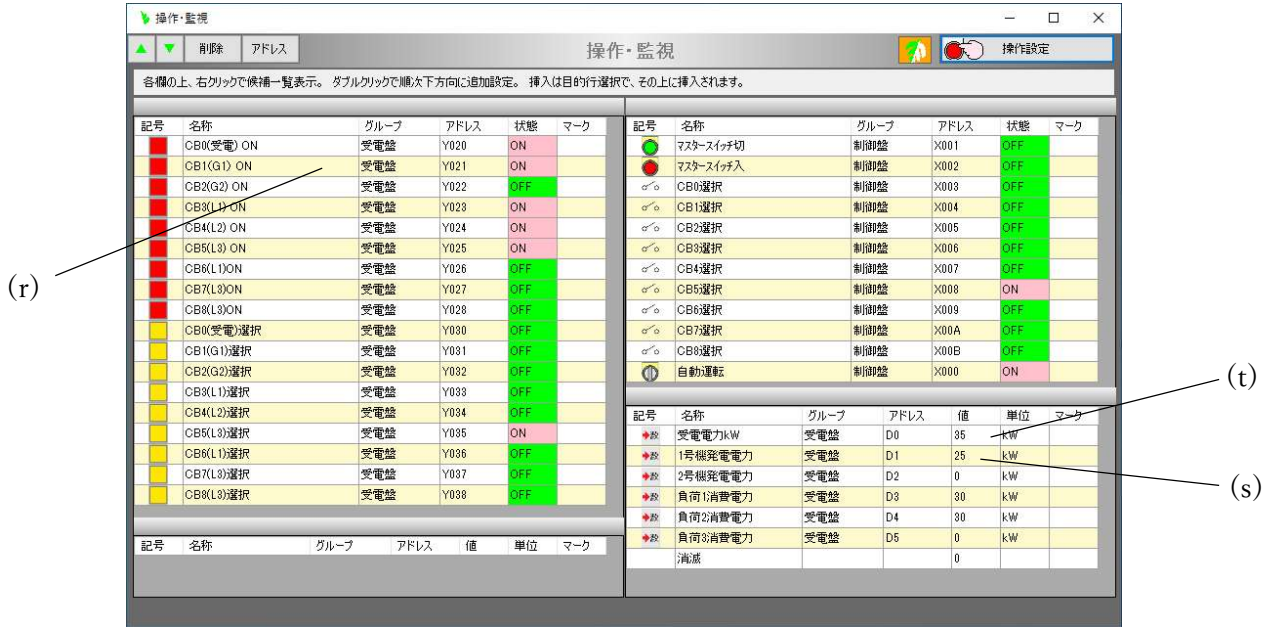 操作・監視
削除 アドレス 操作・監視 操作設定
各欄の上、右クリックで候補一覧表示。 ダブルクリックで順次下方向に追加設定。 挿入は目的行選択で、その上に挿入されます。
記号 名称 グループ アドレス 状態 マーク
CB0(受電) ON 受電盤 Y020 ON
CB1(G1) ON 受電盤 Y021 ON
CB2(G2) ON 受電盤 Y022 OFF
CB3(L1) ON 受電盤 Y023 ON
CB4(L2) ON 受電盤 Y024 ON
CB5(L3) ON 受電盤 Y025 ON
CB6(L1)ON 受電盤 Y026 OFF
CB7(L3)ON 受電盤 Y027 OFF
CB8(L3)ON 受電盤 Y028 OFF
CB0(受電)選択 受電盤 Y030 OFF
CB1(G1)選択 受電盤 Y031 OFF
CB2(G2)選択 受電盤 Y032 OFF
CB3(L1)選択 受電盤 Y033 OFF
CB4(L2)選択 受電盤 Y034 OFF
CB5(L3)選択 受電盤 Y035 ON
CB6(L1)選択 受電盤 Y036 OFF
CB7(L3)選択 受電盤 Y037 OFF
CB8(L3)選択 受電盤 Y038 OFF
記号 名称 グループ アドレス 値 単位 マーク
記号 名称 グループ アドレス 状態 マーク
マスタースイッチ切 制御盤 X001 OFF
マスタースイッチ入 制御盤 X002 OFF
CB0選択 制御盤 X003 OFF
CB1選択 制御盤 X004 OFF
CB2選択 制御盤 X005 OFF
CB3選択 制御盤 X006 OFF
CB4選択 制御盤 X007 OFF
CB5選択 制御盤 X008 ON
CB6選択 制御盤 X009 OFF
CB7選択 制御盤 X00A OFF
CB8選択 制御盤 X00B OFF
自動運転 制御盤 X000 ON
記号 名称 グループ アドレス 値 単位 マーク
数 受電電力kW 受電盤 D0 35 kW
数 1号機発電電力 受電盤 D1 25 kW
数 2号機発電電力 受電盤 D2 0 kW
数 負荷1消費電力 受電盤 D3 30 kW
数 負荷2消費電力 受電盤 D4 30 kW
数 負荷3消費電力 受電盤 D5 0 kW
消滅 0
(r)
(t)
(s)